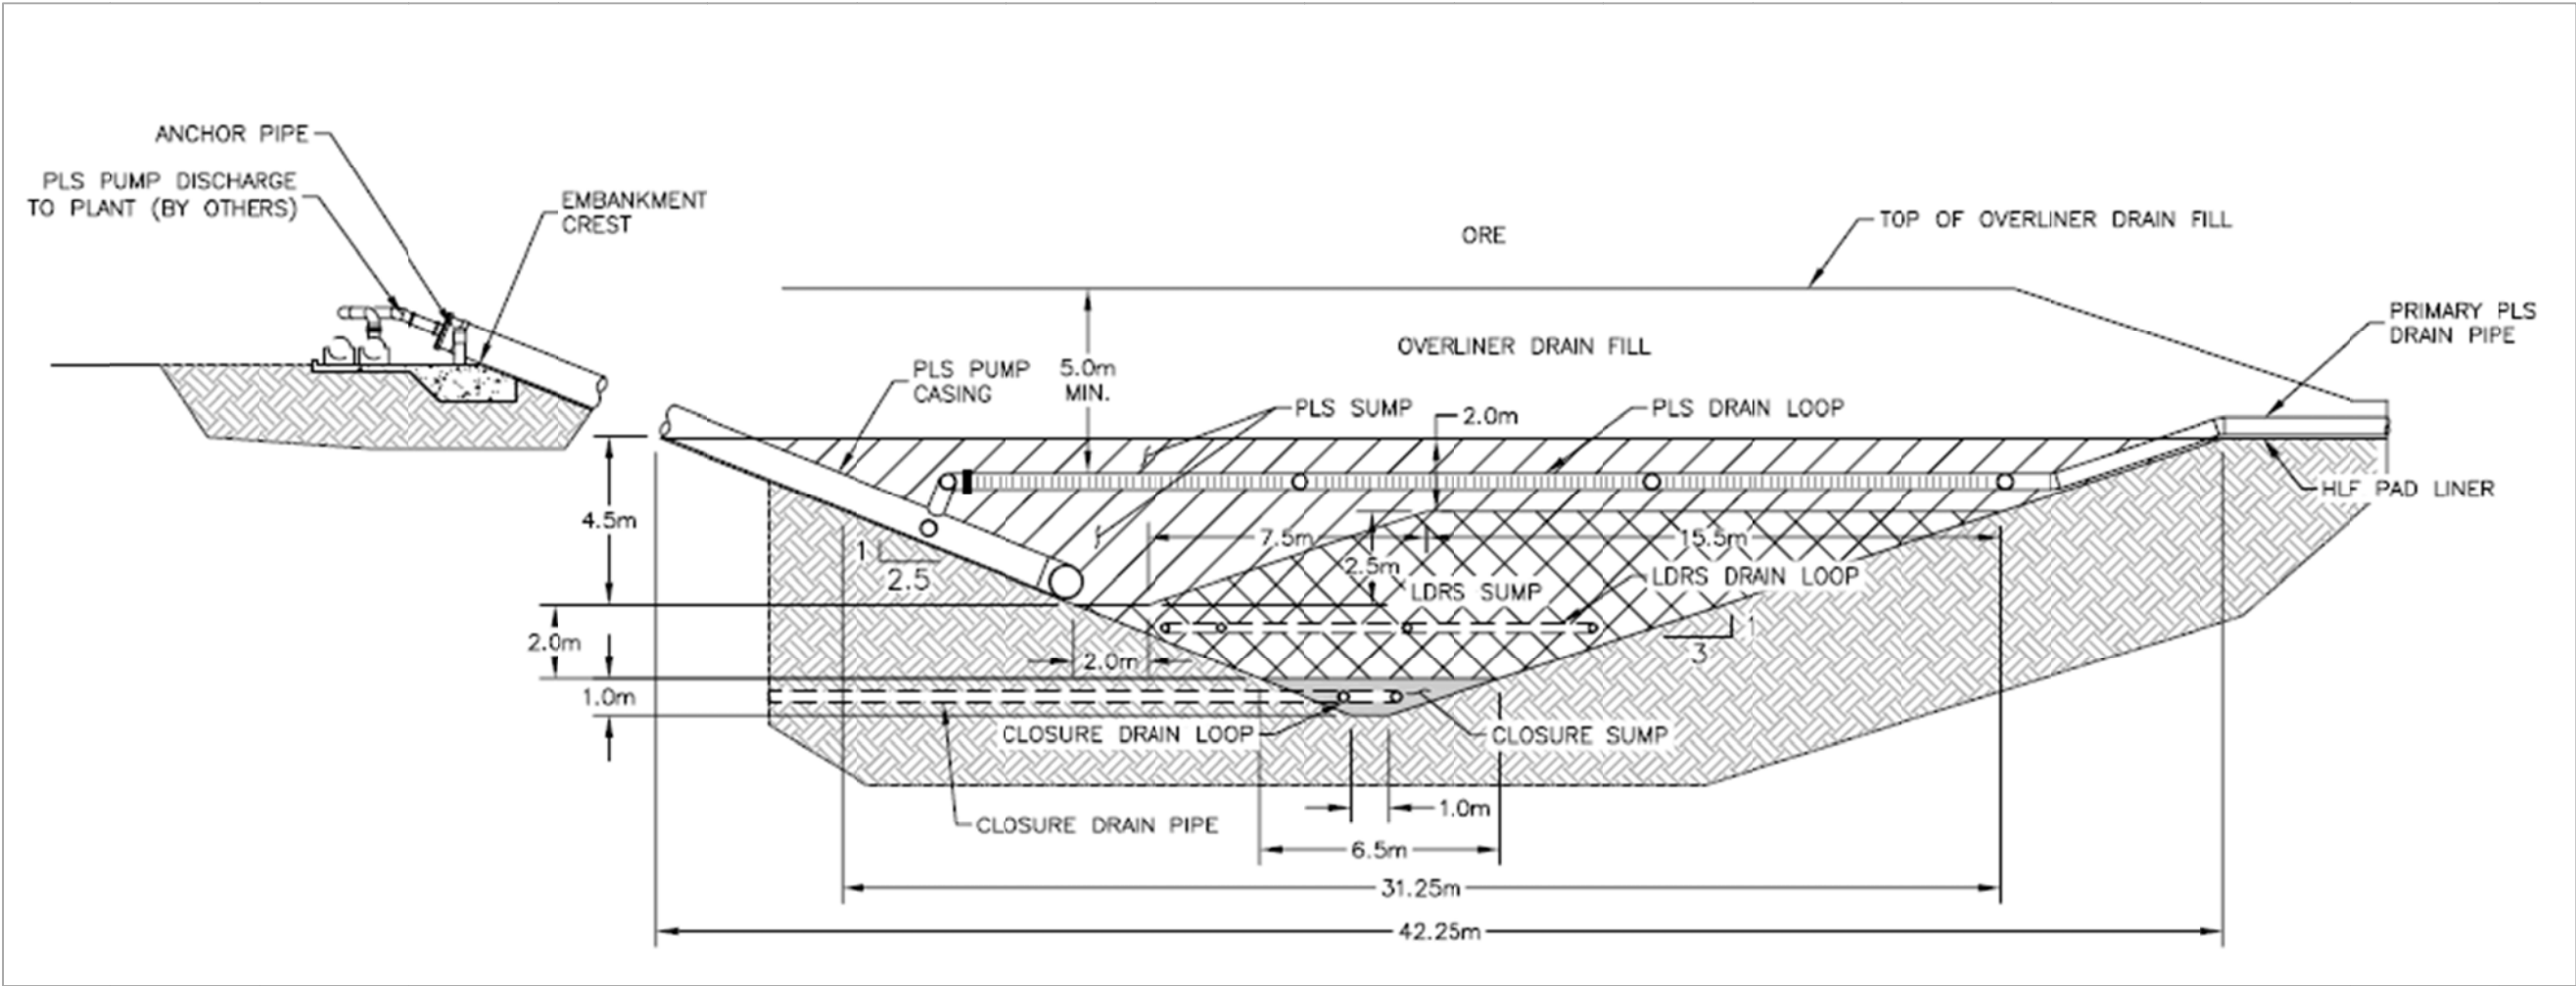 ANCHOR PIPE
PLS PUMP DISCHARGE
TO PLANT (BY OTHERS)
EMBANKMENT
CREST
ORE
TOP OF OVERLINER DRAIN FILL
PRIMARY PLS
DRAIN PIPE
OVERLINER DRAIN FILL
PLS PUMP
CASING
5.0m
MIN.
PLS SUMP
2.0m
PLS DRAIN LOOP
HLF PAD LINER
4.5m
7.5m
15.5m
1
2.5
2.5m
LDRS SUMP
LDRS DRAIN LOOP
1
3
2.0m
2.0m
1.0m
CLOSURE DRAIN LOOP
CLOSURE SUMP
1.0m
CLOSURE DRAIN PIPE
6.5m
31.25m
42.25m